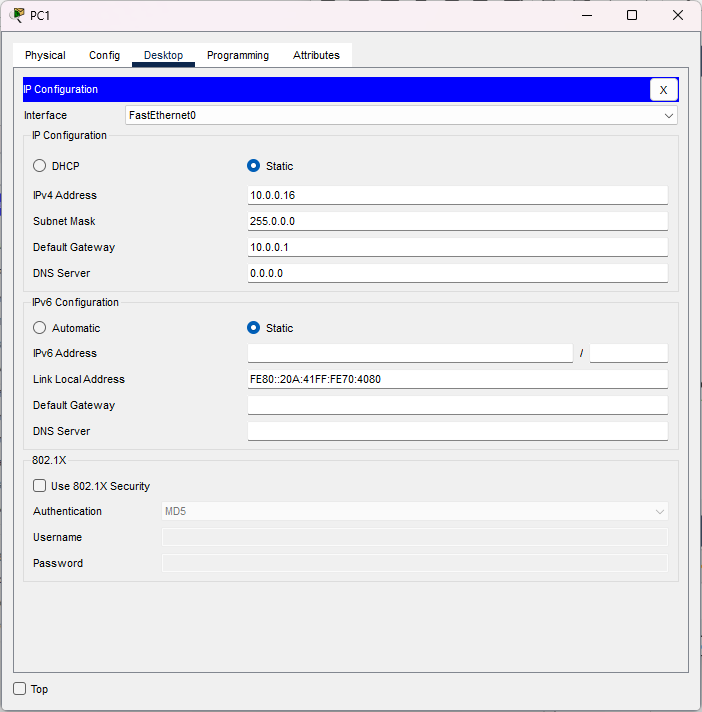 PC1
Physical Config Desktop Programming Attributes
IP Configuration X
Interface FastEthernet0
IP Configuration
DHCP Static
IPv4 Address 10.0.0.16
Subnet Mask 255.0.0.0
Default Gateway 10.0.0.1
DNS Server 0.0.0.0
IPv6 Configuration
Automatic Static
IPv6 Address /
Link Local Address FE80::20A:41FF:FE70:4080
Default Gateway
DNS Server
802.1X
Use 802.1X Security
Authentication MD5
Username
Password
Top